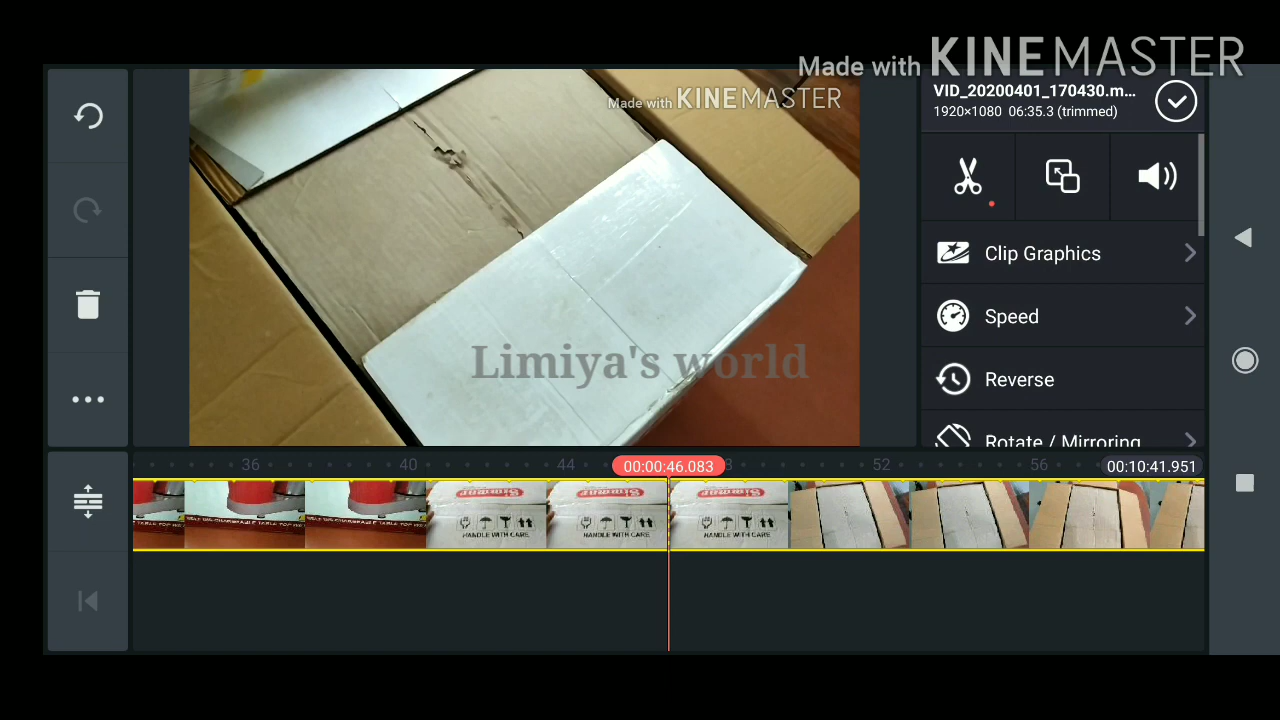 Made with KINEMASTER
VID_20200401_170430.m...
1920×1080 06:35.3 (trimmed)
Made with KINEMASTER
Clip Graphics
Speed
Reverse
Rotate / Mirroring
Limiya's world
36 40 44 00:00:46.083 52 56 00:10:41.951
HANDLE WITH CARE HANDLE WITH CARE HANDLE WITH CARE